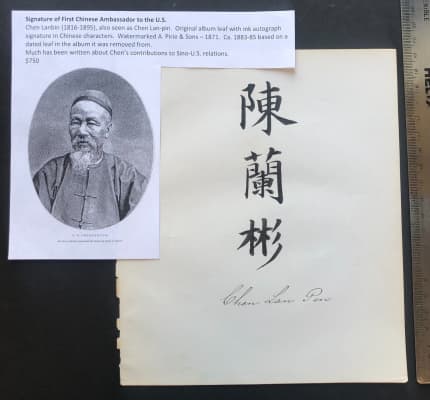 Signature of First Chinese Ambassador to the U.S.
Chen Lanbin (1816-1895), also seen as Chen Lan-pin. Original album leaf with ink autograph
signature in Chinese characters. Watermarked A. Pirie & Sons – 1871. Ca. 1883-85 based on a
dated leaf in the album it was removed from.
Much has been written about Chen's contributions to Sino-U.S. relations.
$750
陳蘭彬
Chan Lan Pin